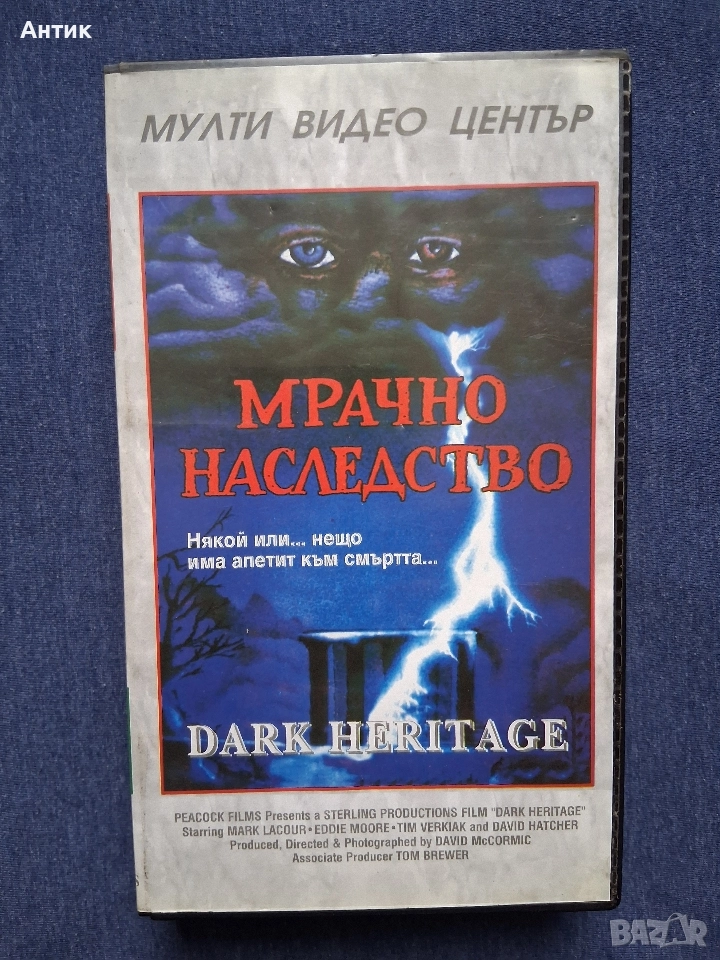 Антик
МУЛТИ ВИДЕО ЦЕНТЪР
МРАЧНО
НАСЛЕДСТВО
Някой или... нещо
има апетит към смъртта...
DARK HERITAGE
PEACOCK FILMS Presents a STERLING PRODUCTIONS FILM "DARK HERITAGE"
Starring MARK LACOUR • EDDIE MOORE • TIM VERKIAK and DAVID HATCHER
Produced, Directed & Photographed by DAVID McCORMIC
Associate Producer TOM BREWER
BAZAR